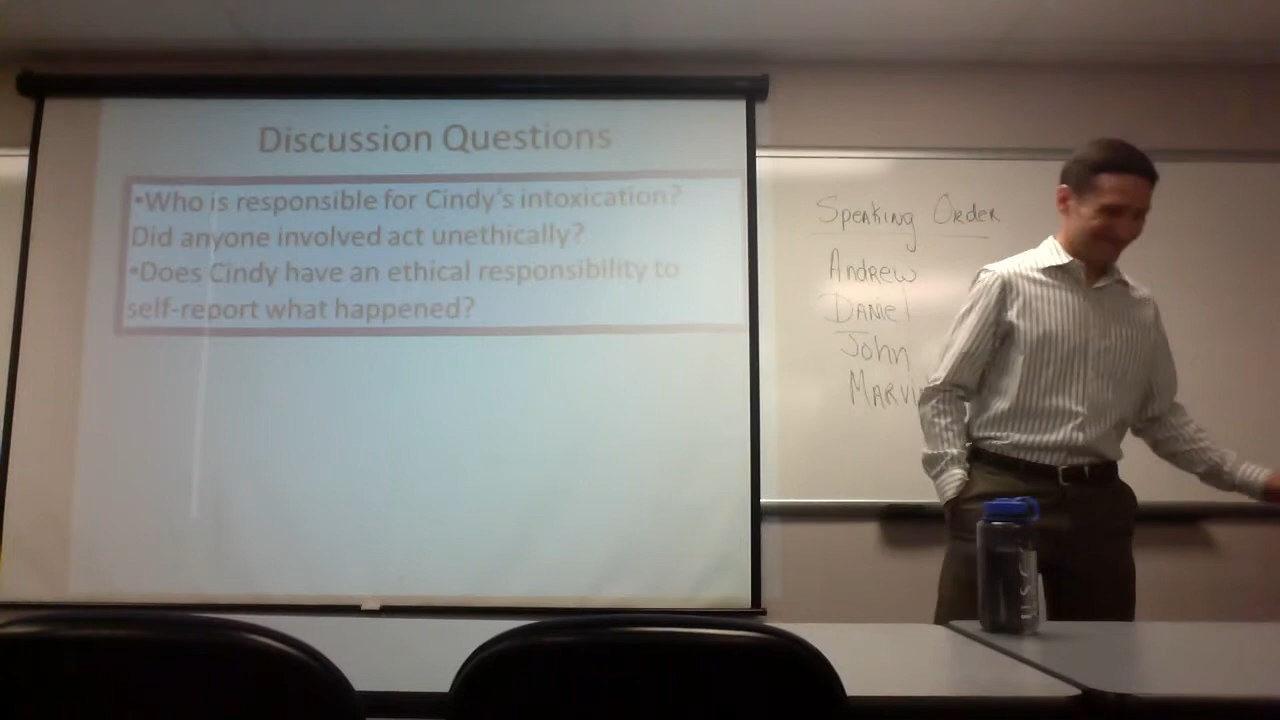 Discussion Questions
•Who is responsible for Cindy's intoxication?
Did anyone involved act unethically?
•Does Cindy have an ethical responsibility to
self-report what happened?
Speaking Order
Andrew
Daniel
John